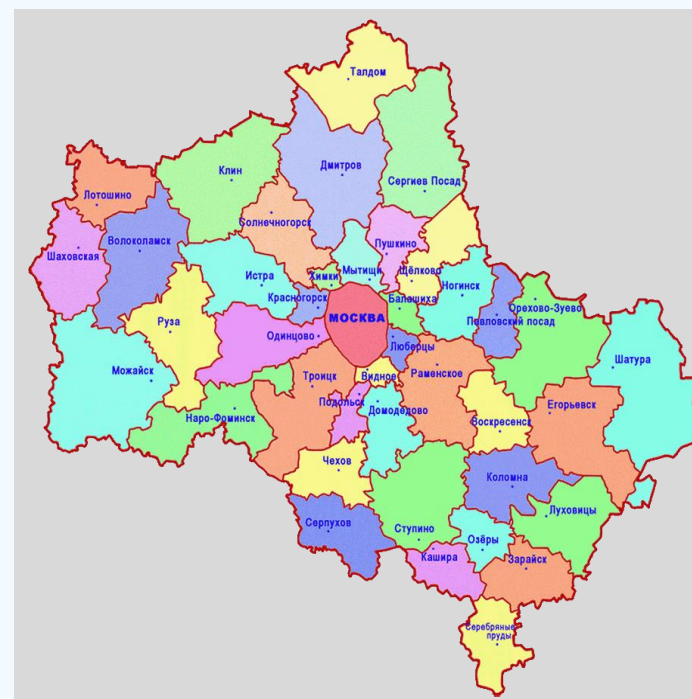 Талдом
Дмитров
Клин
Сергиев Посад
Лотошино
Солнечногорск
Волоколамск
Пушкино
Шаховская
Истра
Химки
Мытищи
Щёлково
Ногинск
Красногорск
Балашиха
Орехово-Зуево
МОСКВА
Павловский посад
Руза
Одинцово
Люберцы
Шатура
Можайск
Троицк
Видное
Раменское
Подольск
Домодедово
Егорьевск
Наро-Фоминск
Воскресенск
Чехов
Коломна
Луховицы
Серпухов
Ступино
Озёры
Кашира
Зарайск
Серебряные
пруды